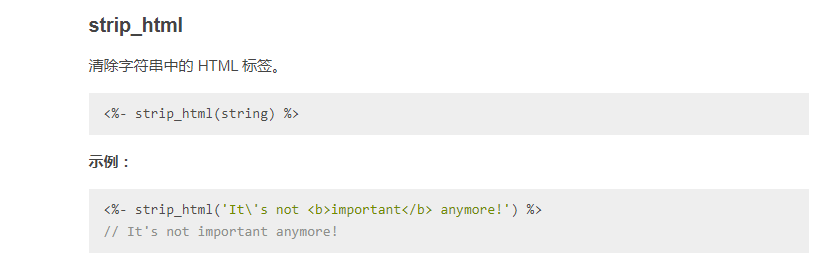 strip_html
清除字符串中的 HTML 标签。
<%- strip_html(string) %>
示例：
<%- strip_html('It\'s not <b>important</b> anymore!') %>
// It's not important anymore!